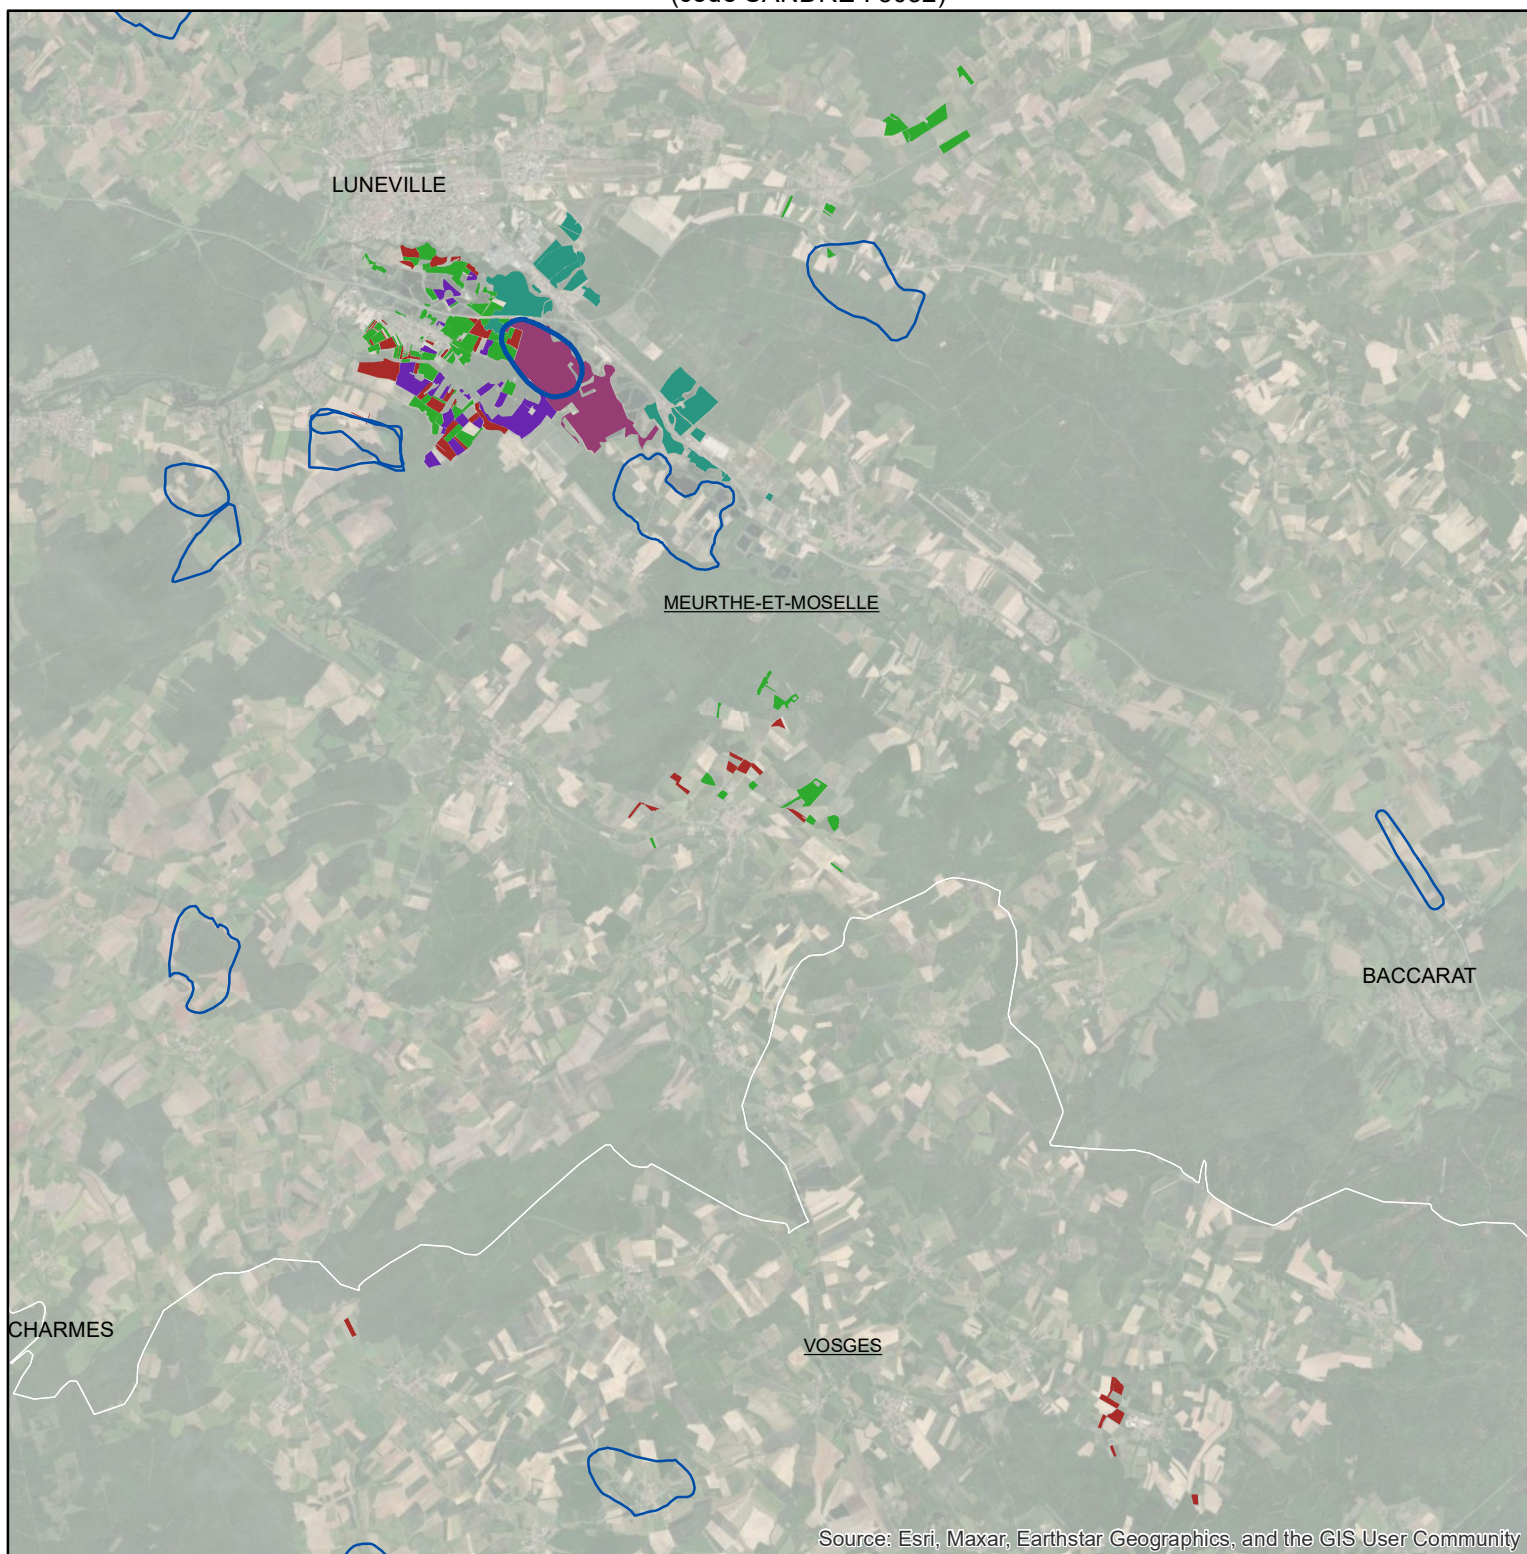 LUNEVILLE
MEURTHE-ET-MOSELLE
BACCARAT
CHARMES
VOSGES
Source: Esri, Maxar, Earthstar Geographics, and the GIS User Community